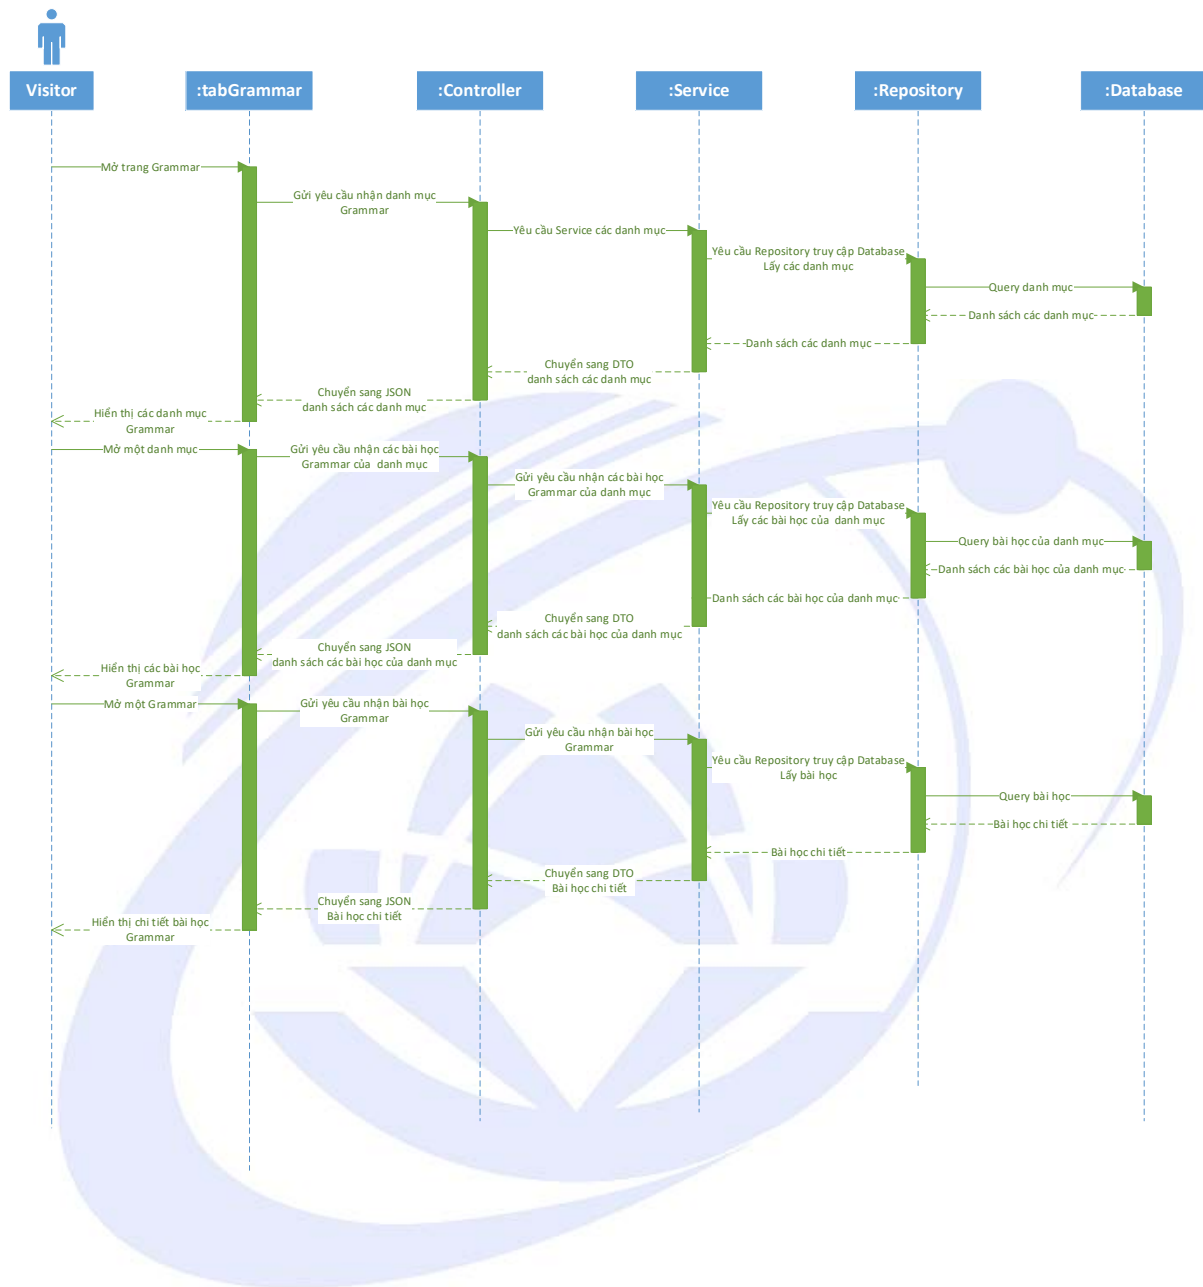 Visitor
:tabGrammar
:Controller
:Service
:Repository
:Database
Mở trang Grammar
Gửi yêu cầu nhận danh mục
Grammar
Yêu cầu Service các danh mục
Yêu cầu Repository truy cập Database
Lấy các danh mục
Query danh mục
Danh sách các danh mục
Danh sách các danh mục
Chuyển sang DTO
danh sách các danh mục
Chuyển sang JSON
danh sách các danh mục
Hiển thị các danh mục
Grammar
Mở một danh mục
Gửi yêu cầu nhận các bài học
Grammar của danh mục
Gửi yêu cầu nhận các bài học
Grammar của danh mục
Yêu cầu Repository truy cập Database
Lấy các bài học của danh mục
Query bài học của danh mục
Danh sách các bài học của danh mục
Danh sách các bài học của danh mục
Chuyển sang DTO
danh sách các bài học của danh mục
Chuyển sang JSON
danh sách các bài học của danh mục
Hiển thị các bài học
Grammar
Mở một Grammar
Gửi yêu cầu nhận bài học
Grammar
Gửi yêu cầu nhận bài học
Grammar
Yêu cầu Repository truy cập Database
Lấy bài học
Query bài học
Bài học chi tiết
Bài học chi tiết
Chuyển sang DTO
Bài học chi tiết
Chuyển sang JSON
Bài học chi tiết
Hiển thị chi tiết bài học
Grammar